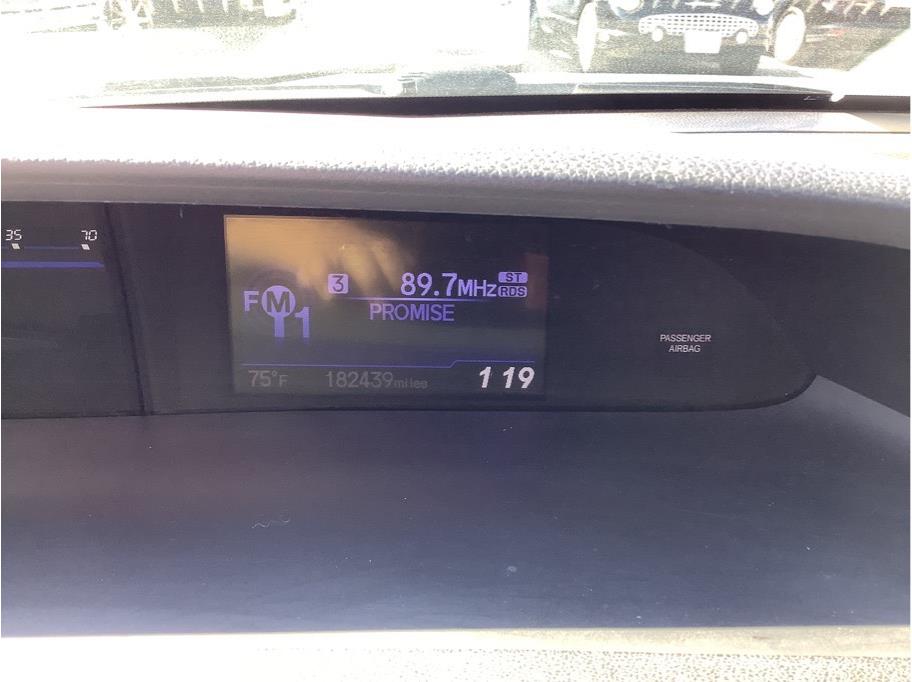 35 70
3 89.7MHz ST RDS
FM1
PROMISE
75°F 182439miles 1 19
PASSENGER
AIRBAG